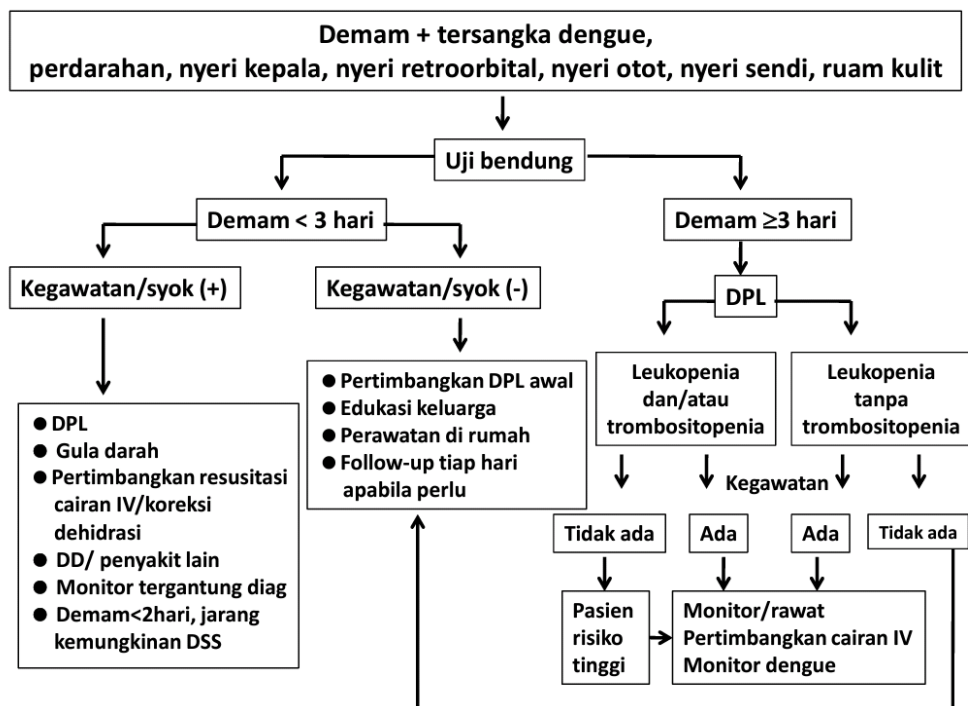 Demam + tersangka dengue,
perdarahan, nyeri kepala, nyeri retroorbital, nyeri otot, nyeri sendi, ruam kulit
Uji bendung
Demam < 3 hari
Demam ≥3 hari
Kegawatan/syok (+)
Kegawatan/syok (-)
DPL
● DPL
● Gula darah
● Pertimbangkan resusitasi
cairan IV/koreksi
dehidrasi
● DD/ penyakit lain
● Monitor tergantung diag
● Demam<2hari, jarang
kemungkinan DSS
● Pertimbangkan DPL awal
● Edukasi keluarga
● Perawatan di rumah
● Follow-up tiap hari
apabila perlu
Leukopenia
dan/atau
trombositopenia
Leukopenia
tanpa
trombositopenia
Kegawatan
Tidak ada
Ada
Ada
Tidak ada
Pasien
risiko
tinggi
Monitor/rawat
Pertimbangkan cairan IV
Monitor dengue